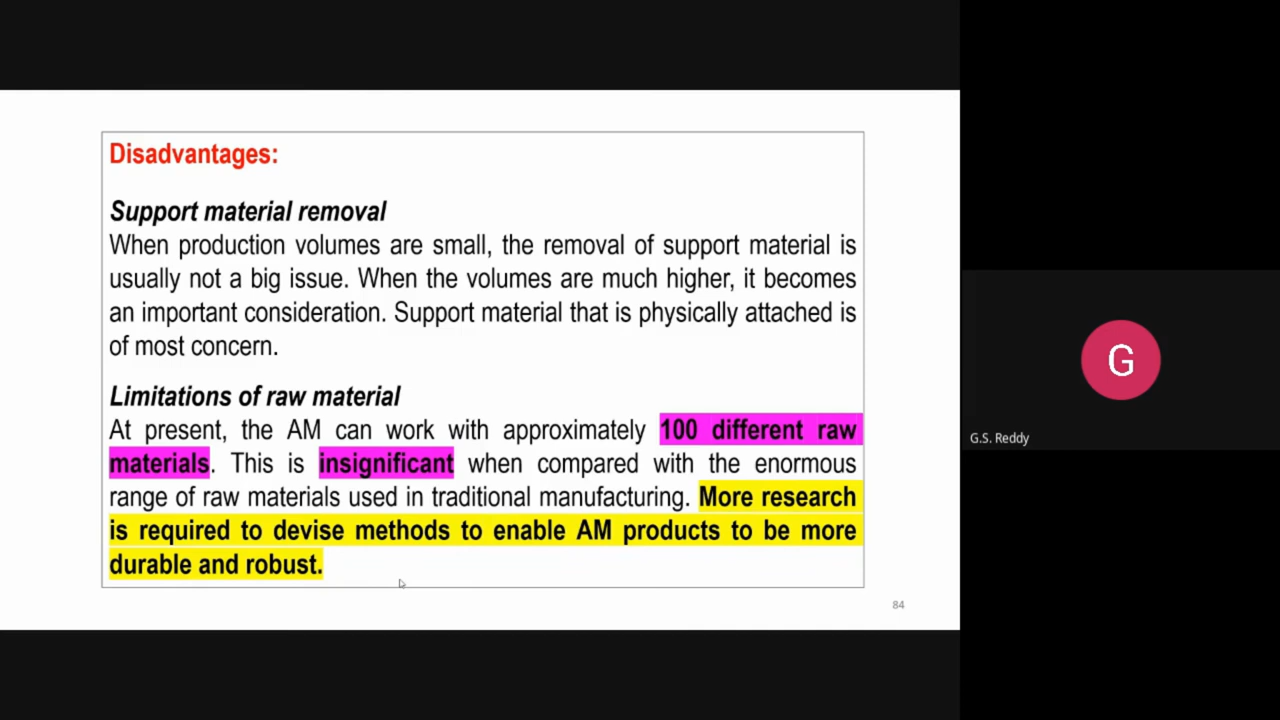 Disadvantages:
Support material removal
When production volumes are small, the removal of support material is
usually not a big issue. When the volumes are much higher, it becomes
an important consideration. Support material that is physically attached is
of most concern.
Limitations of raw material
At present, the AM can work with approximately 100 different raw
materials. This is insignificant when compared with the enormous
range of raw materials used in traditional manufacturing. More research
is required to devise methods to enable AM products to be more
durable and robust.
84
G
G.S. Reddy